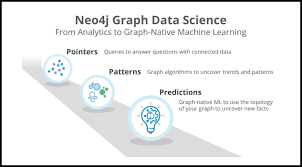 Neo4j Graph Data Science
From Analytics to Graph-Native Machine Learning
Pointers
Queries to answer questions with connected data
Patterns
Graph algorithms to uncover trends and patterns
Predictions
Graph-native ML to use the topology
of your graph to uncover new facts